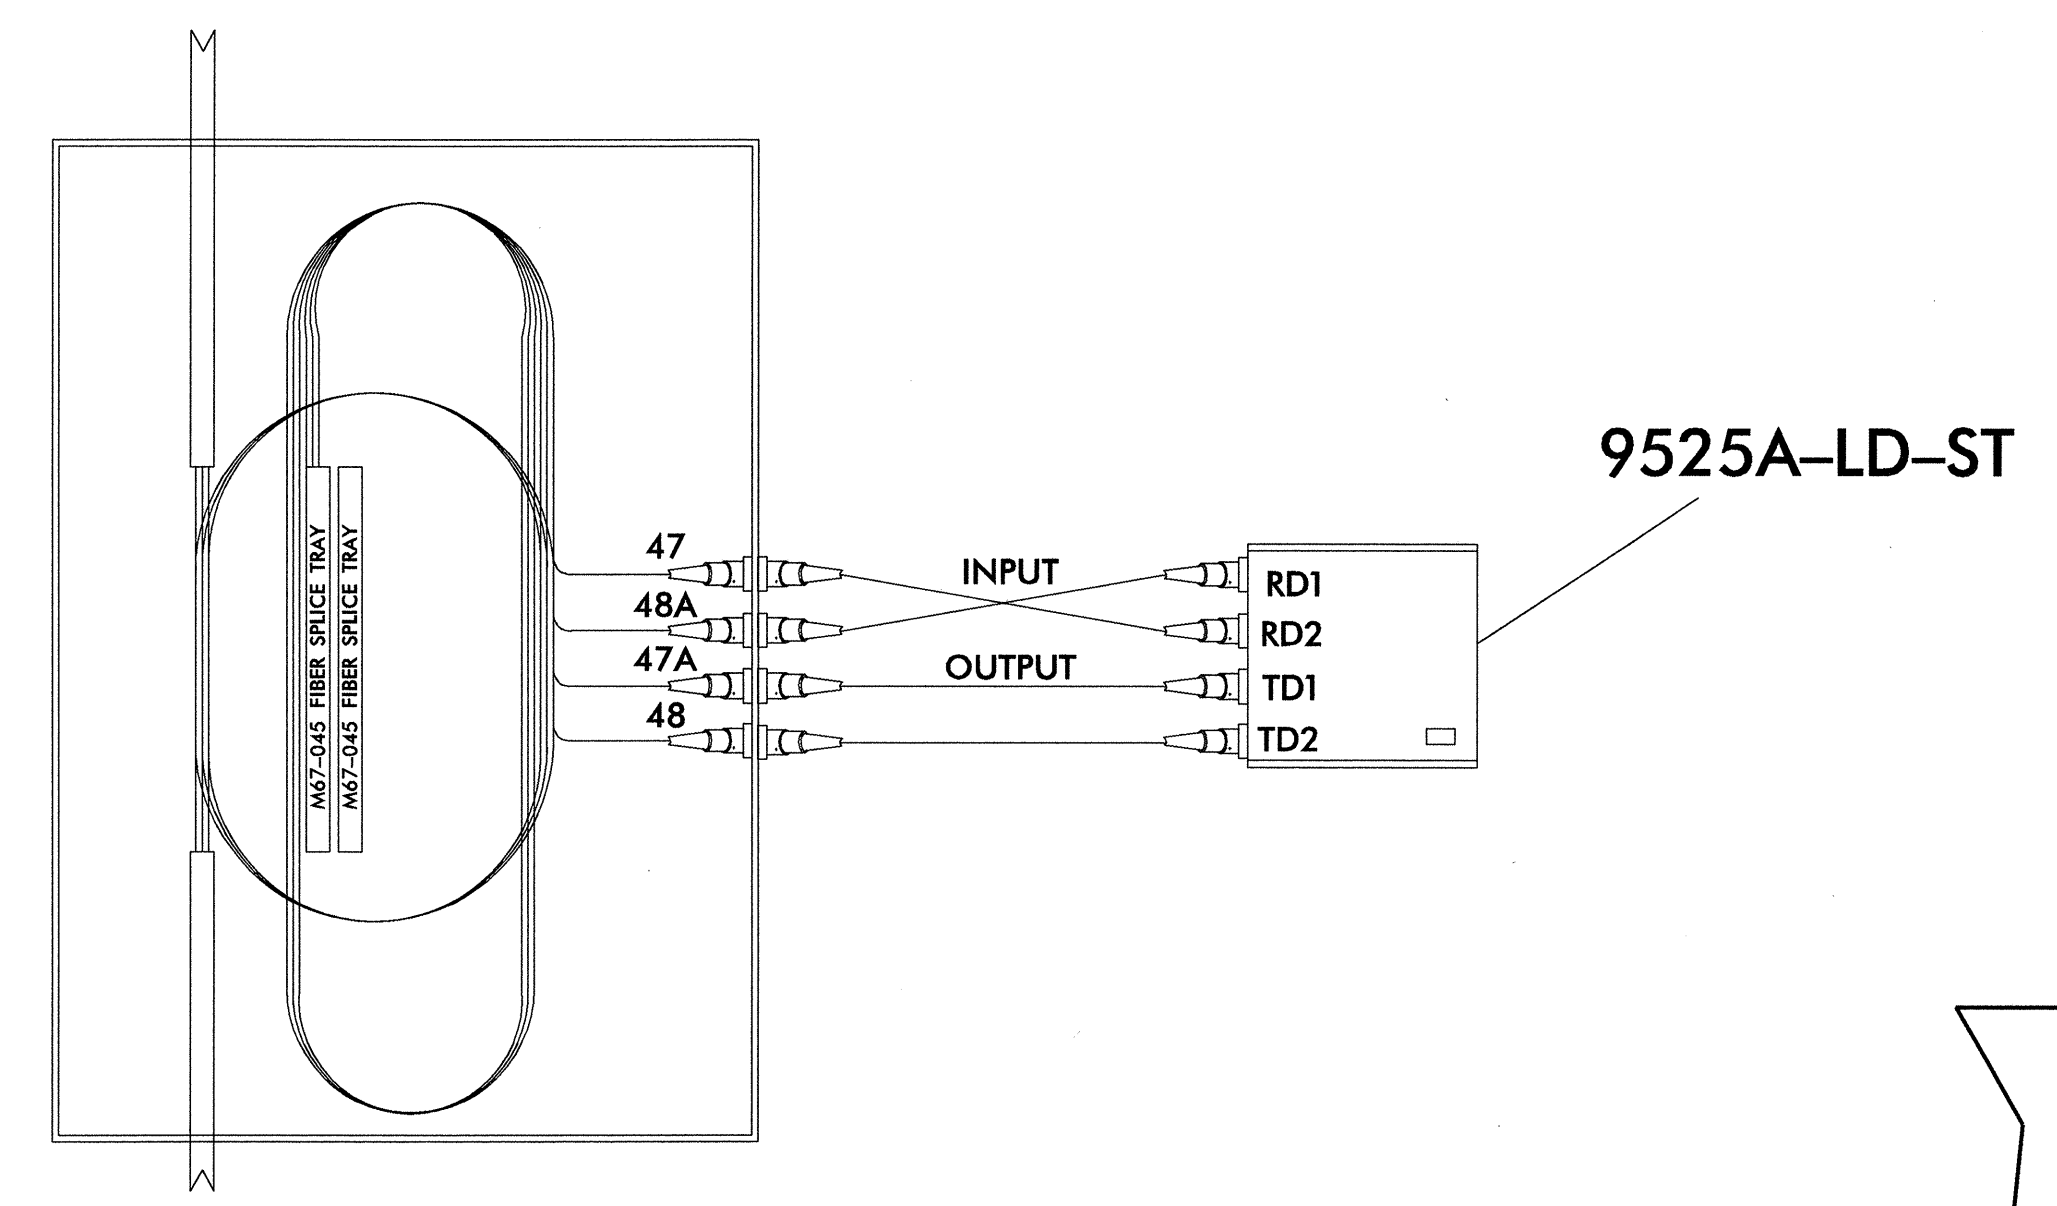 9525A–LD–ST
47
48A
47A
48
INPUT
OUTPUT
RD1
RD2
TD1
TD2
M67–045 FIBER SPLICE TRAY
M67–045 FIBER SPLICE TRAY